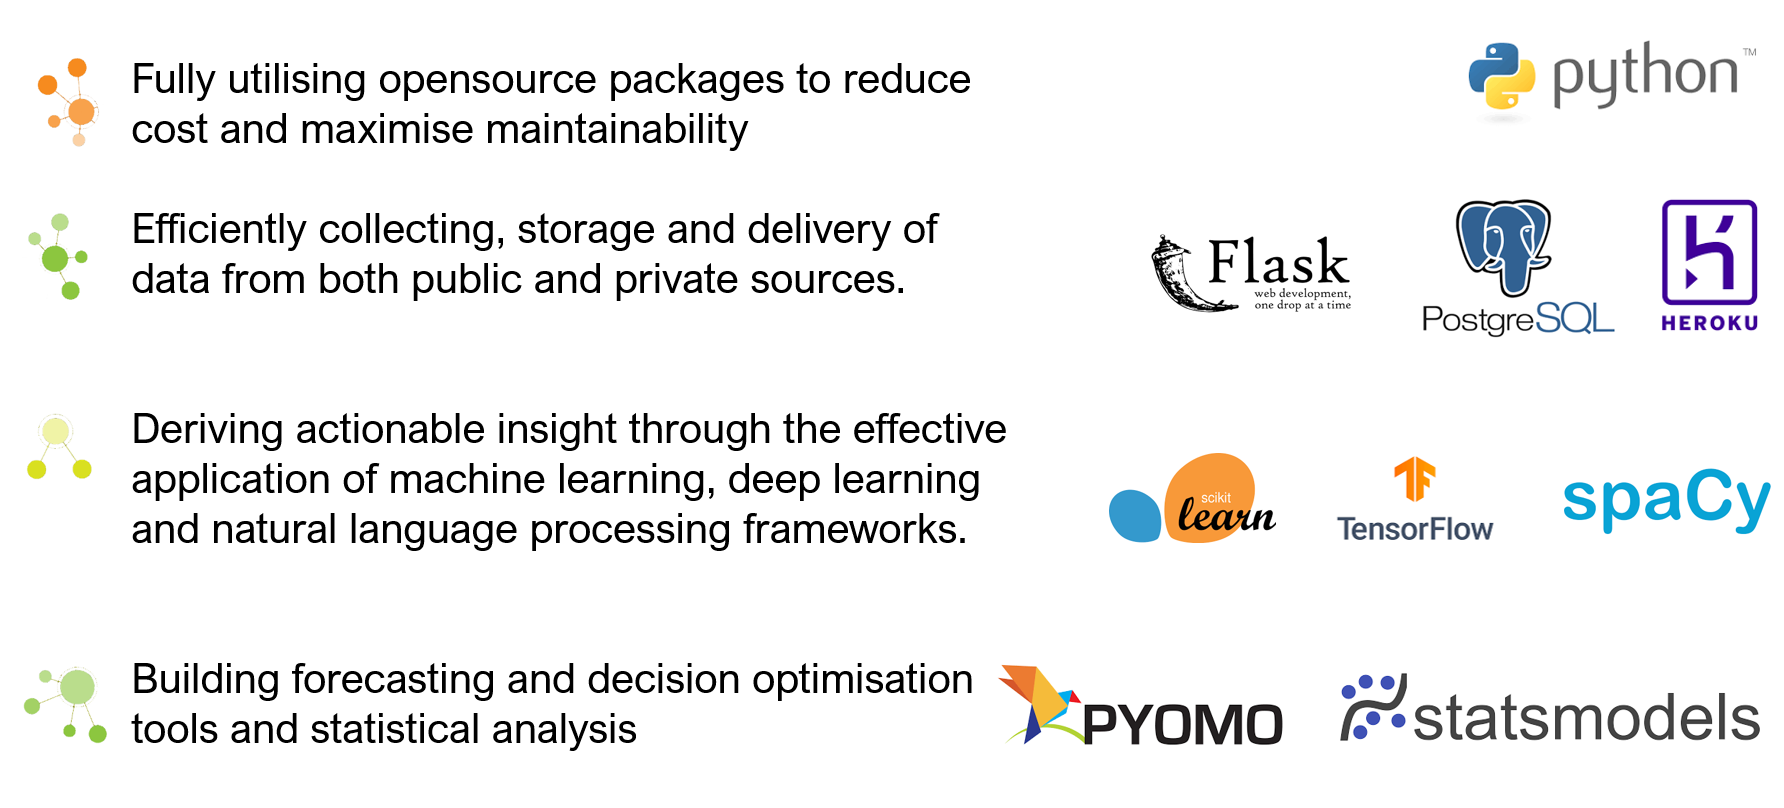 Fully utilising opensource packages to reduce
cost and maximise maintainability
python™
Efficiently collecting, storage and delivery of
data from both public and private sources.
Flask
web development,
one drop at a time
PostgreSQL
HEROKU
Deriving actionable insight through the effective
application of machine learning, deep learning
and natural language processing frameworks.
scikit
learn
TensorFlow
spaCy
Building forecasting and decision optimisation
tools and statistical analysis
PYOMO
statsmodels